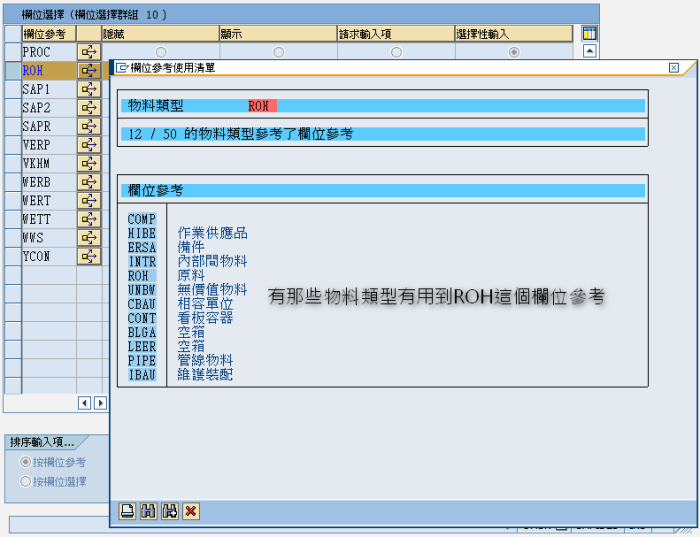 欄位選擇 (欄位選擇群組 10 )
欄位參考 隱藏 顯示 請求輸入項 選擇性輸入
PROC
ROH
SAP1
SAP2
SAPR
VERP
VKHM
WERB
WERT
WETT
WWS
YCON
欄位參考使用清單
物料類型 ROH
12 / 50 的物料類型參考了欄位參考
欄位參考
COMP
HIBE 作業供應品
ERSA 備件
INTR 內部間物料
ROH 原料
UNBW 無價值物料
CBAU 相容單位
CONT 看板容器
BLGA 空箱
LEER 空箱
PIPE 管線物料
IBAU 維護裝配
有那些物料類型有用到ROH這個欄位參考
排序輸入項...
按欄位參考
按欄位選擇